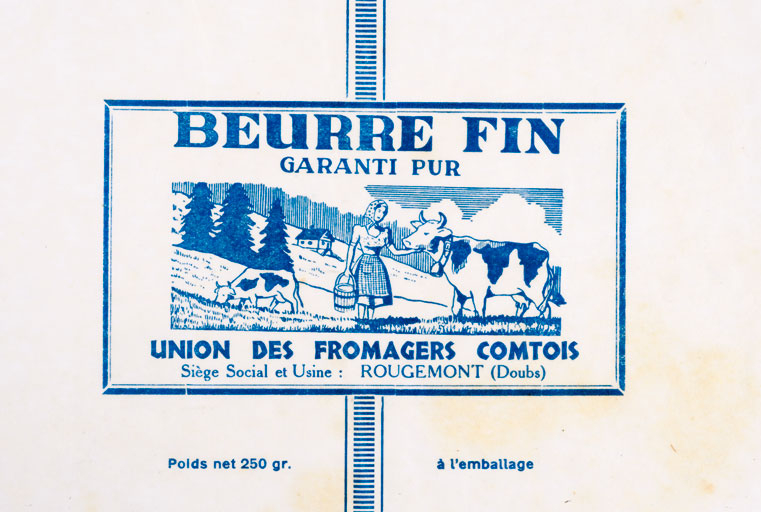 BEURRE FIN
GARANTI PUR
UNION DES FROMAGERS COMTOIS
Siège Social et Usine : ROUGEMONT (Doubs)
Poids net 250 gr. à l'emballage